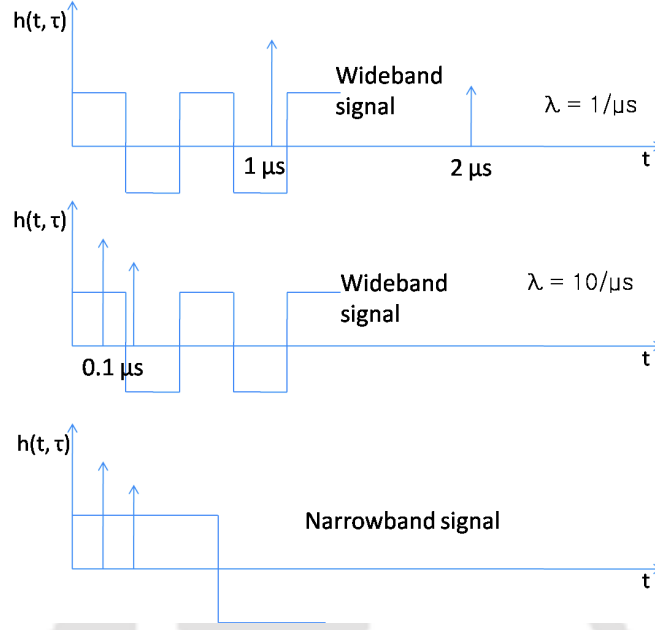 h(t, τ)
Wideband
signal
λ = 1/μs
1 μs
2 μs
t
h(t, τ)
Wideband
signal
λ = 10/μs
0.1 μs
t
h(t, τ)
Narrowband signal
t